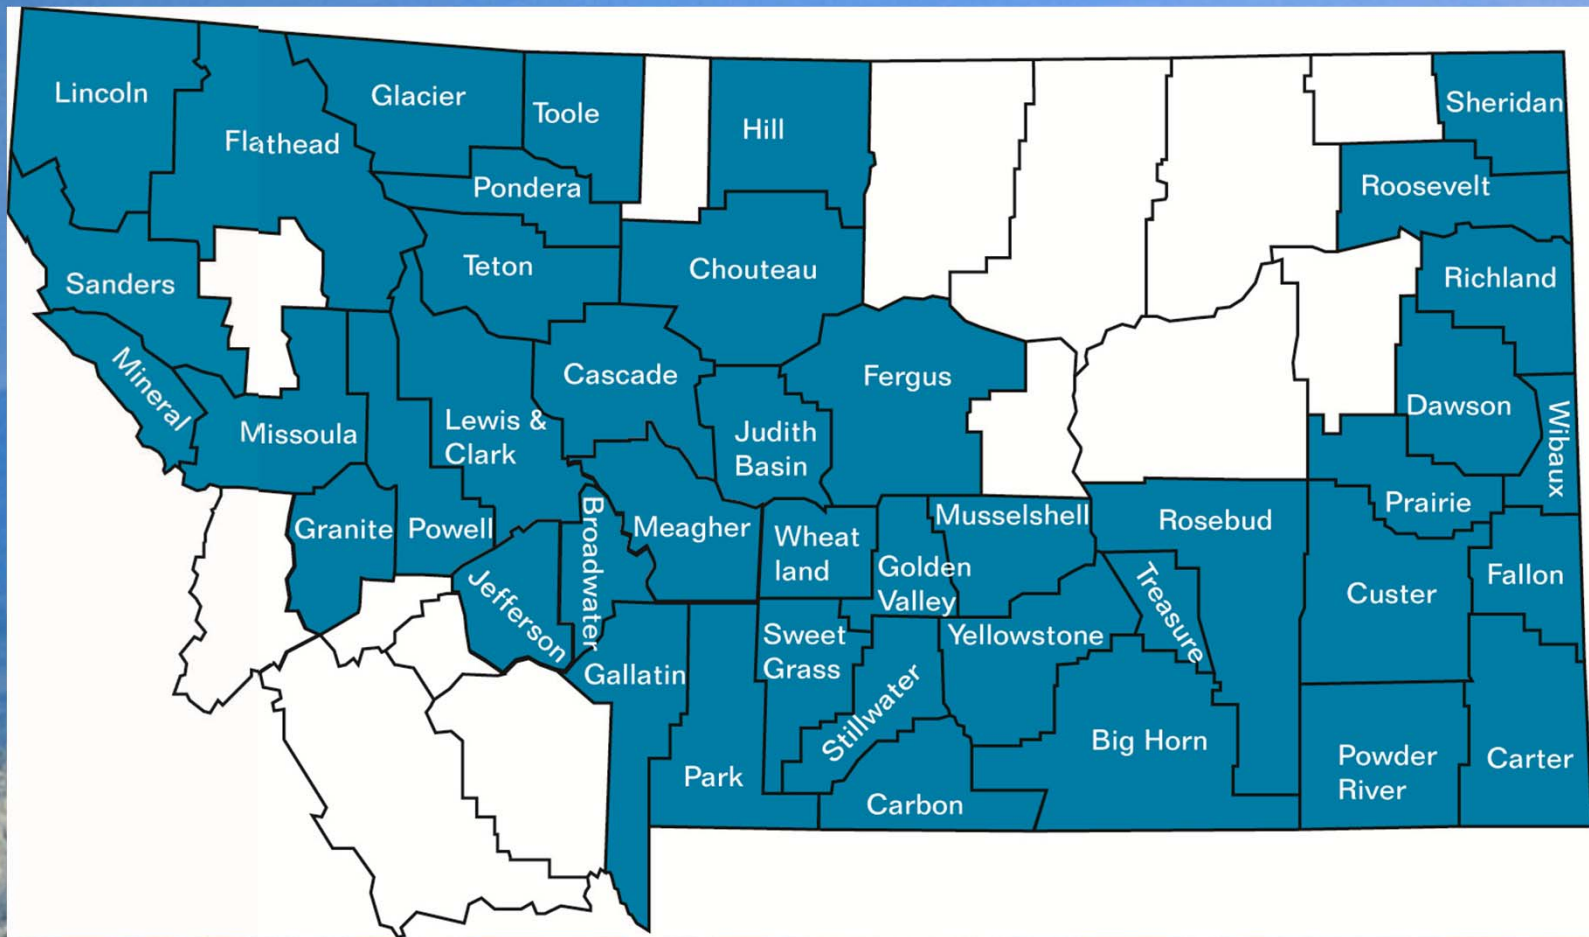 Lincoln
Flathead
Glacier
Toole
Hill
Sheridan
Pondera
Roosevelt
Teton
Chouteau
Sanders
Richland
Mineral
Cascade
Fergus
Dawson
Wibaux
Missoula
Lewis &
Clark
Judith
Basin
Prairie
Granite
Powell
Broadwater
Meagher
Wheat
land
Musselshell
Rosebud
Golden
Valley
Treasure
Custer
Fallon
Jefferson
Gallatin
Sweet
Grass
Yellowstone
Stillwater
Big Horn
Park
Carbon
Powder
River
Carter